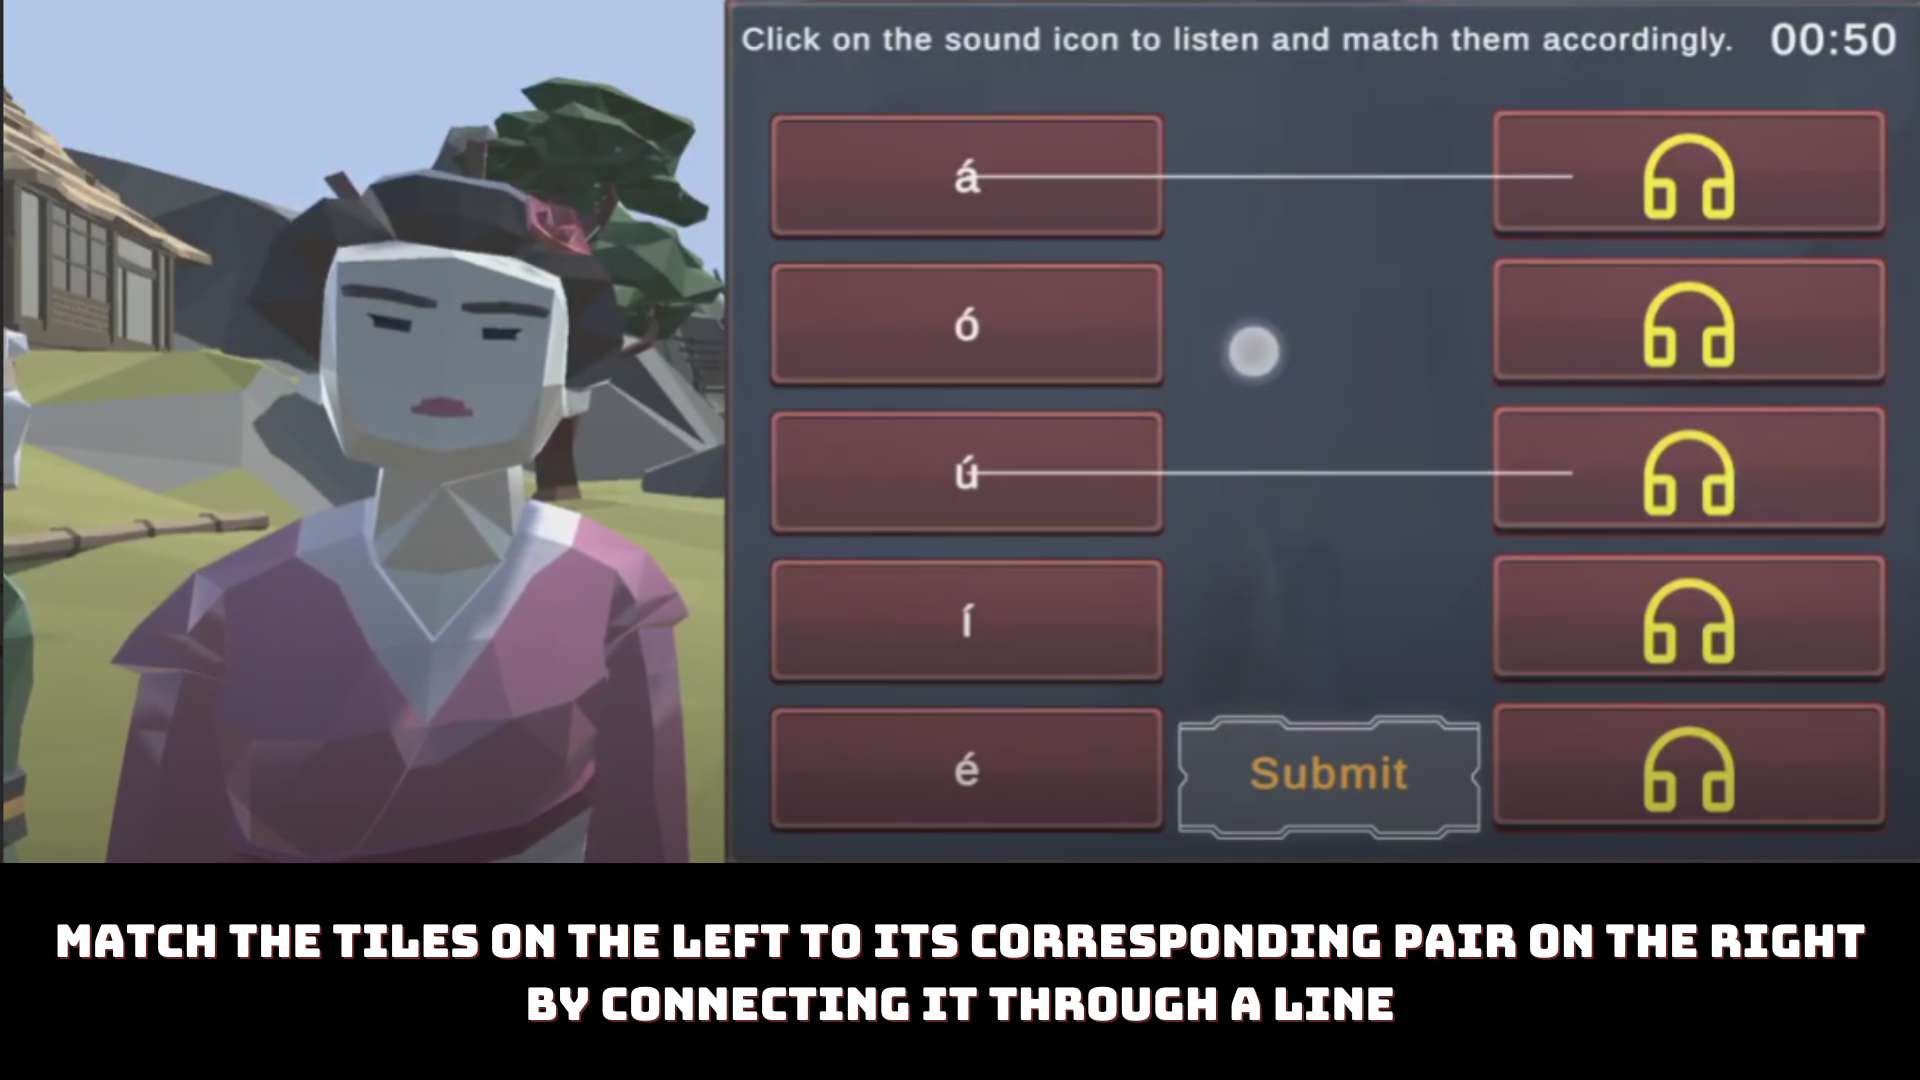 Click on the sound icon to listen and match them accordingly. 00:50
á
ó
ú
í
é
Submit
MATCH THE TILES ON THE LEFT TO ITS CORRESPONDING PAIR ON THE RIGHT
BY CONNECTING IT THROUGH A LINE